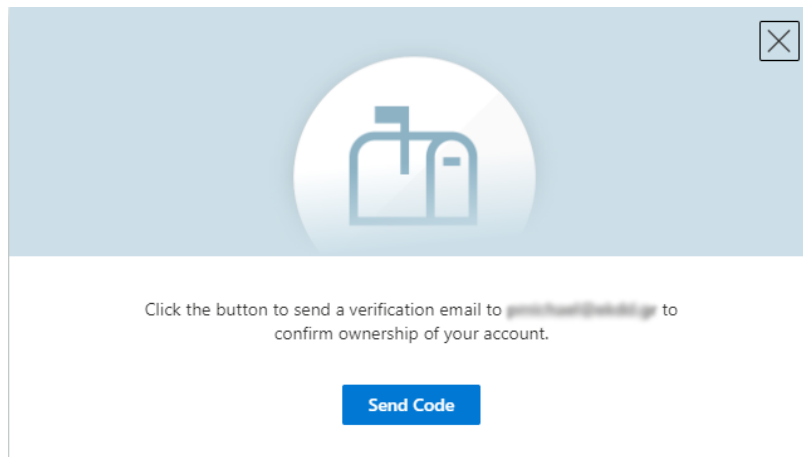 Click the button to send a verification email to to
confirm ownership of your account.
Send Code